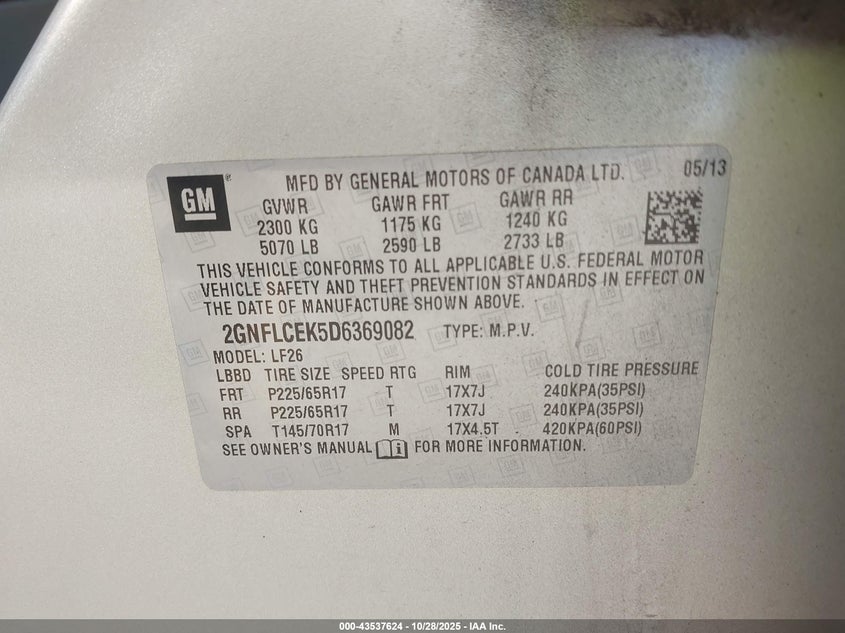 GM ®
MFD BY GENERAL MOTORS OF CANADA LTD. 05/13
GVWR GAWR FRT GAWR RR
2300 KG 1175 KG 1240 KG
5070 LB 2590 LB 2733 LB
THIS VEHICLE CONFORMS TO ALL APPLICABLE U.S. FEDERAL MOTOR
VEHICLE SAFETY AND THEFT PREVENTION STANDARDS IN EFFECT ON
THE DATE OF MANUFACTURE SHOWN ABOVE.
2GNFLCEK5D6369082 TYPE: M.P.V.
MODEL: LF26
LBBD TIRE SIZE SPEED RTG RIM COLD TIRE PRESSURE
FRT P225/65R17 T 17X7J 240KPA(35PSI)
RR P225/65R17 T 17X7J 240KPA(35PSI)
SPA T145/70R17 M 17X4.5T 420KPA(60PSI)
SEE OWNER'S MANUAL FOR MORE INFORMATION.
000-43537624 | 10/28/2025 - IAA Inc.